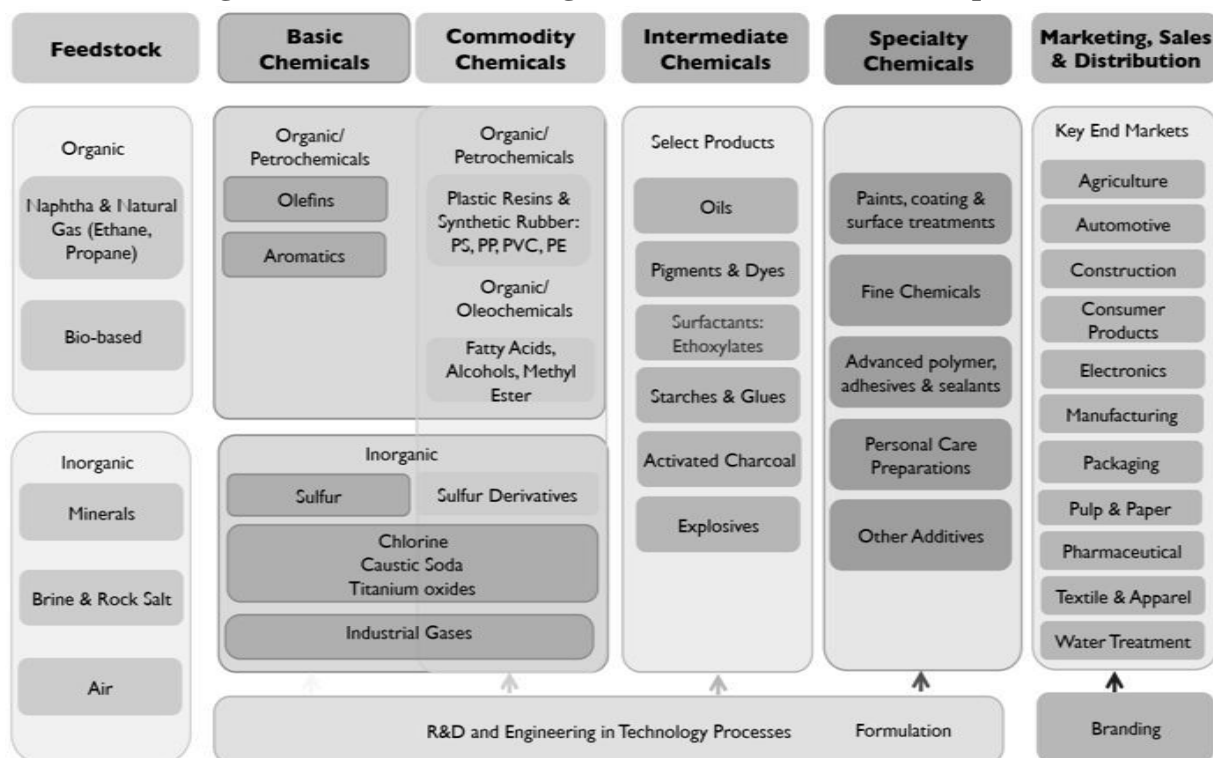 Feedstock
Basic
Chemicals
Commodity
Chemicals
Intermediate
Chemicals
Specialty
Chemicals
Marketing, Sales
& Distribution
Organic
Naphtha & Natural
Gas (Ethane,
Propane)
Bio-based
Inorganic
Minerals
Brine & Rock Salt
Air
Organic/
Petrochemicals
Olefins
Aromatics
Organic/
Petrochemicals
Plastic Resins &
Synthetic Rubber:
PS, PP, PVC, PE
Organic/
Oleochemicals
Fatty Acids,
Alcohols, Methyl
Ester
Inorganic
Sulfur
Sulfur Derivatives
Chlorine
Caustic Soda
Titanium oxides
Industrial Gases
Select Products
Oils
Pigments & Dyes
Surfactants:
Ethoxylates
Starches & Glues
Activated Charcoal
Explosives
Paints, coating &
surface treatments
Fine Chemicals
Advanced polymer,
adhesives & sealants
Personal Care
Preparations
Other Additives
Key End Markets
Agriculture
Automotive
Construction
Consumer
Products
Electronics
Manufacturing
Packaging
Pulp & Paper
Pharmaceutical
Textile & Apparel
Water Treatment
R&D and Engineering in Technology Processes
Formulation
Branding